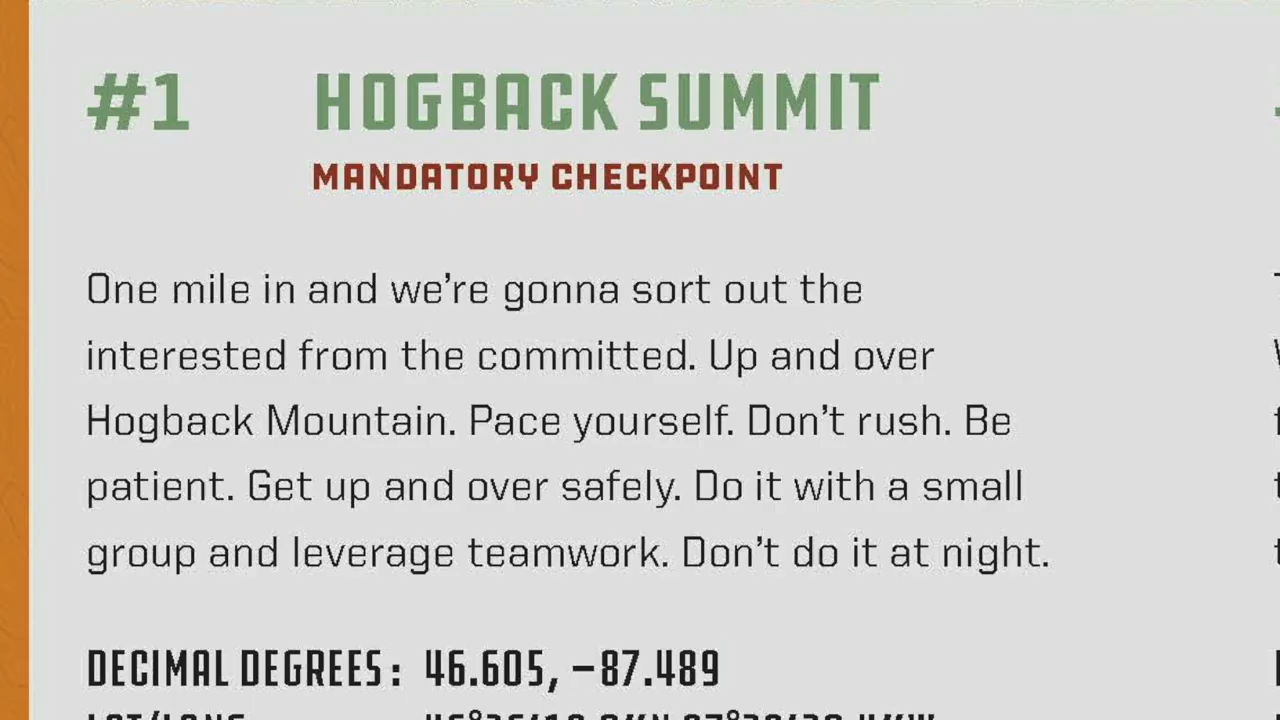 #1 HOGBACK SUMMIT
MANDATORY CHECKPOINT
One mile in and we're gonna sort out the
interested from the committed. Up and over
Hogback Mountain. Pace yourself. Don't rush. Be
patient. Get up and over safely. Do it with a small
group and leverage teamwork. Don't do it at night.
DECIMAL DEGREES: 46.605, –87.489